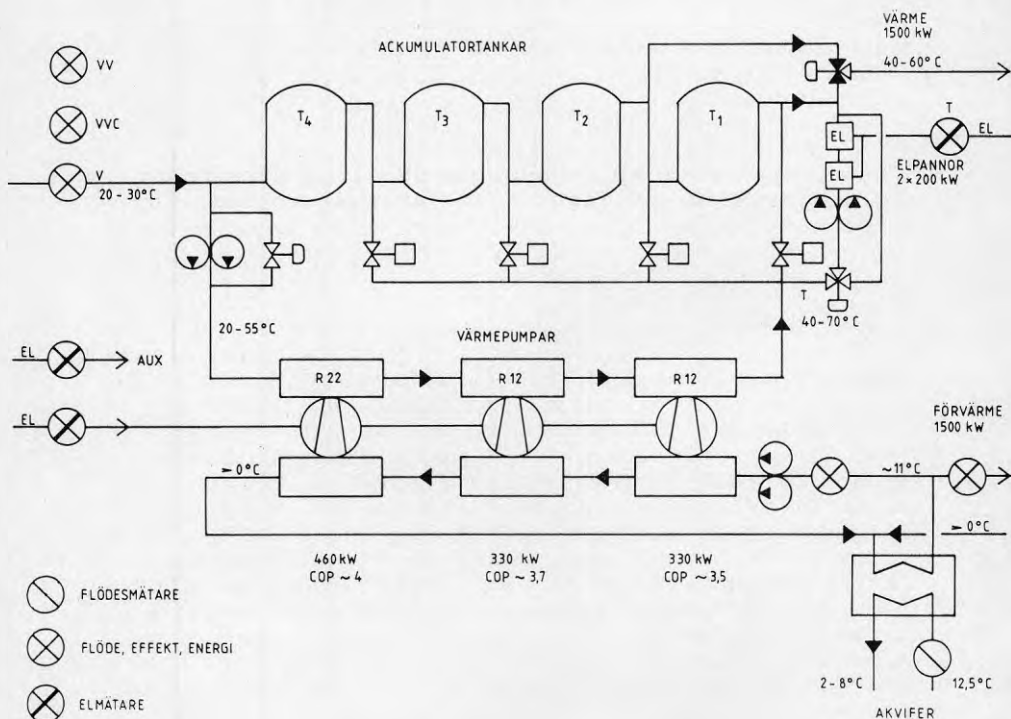 ACKUMULATORTANKAR
VÄRME
1500 kW
40-60°C
VV
VVC
V
20-30°C
T4
T3
T2
T1
EL
EL
T
EL
ELPANNOR
2×200 kW
20-55°C
T
40-70°C
VÄRMEPUMPAR
EL
AUX
R 22
R 12
R 12
EL
FÖRVÄRME
1500 kW
>0°C
~11°C
>0°C
460 kW
COP ~ 4
330 kW
COP ~ 3,7
330 kW
COP ~ 3,5
FLÖDESMÄTARE
FLÖDE, EFFEKT, ENERGI
ELMÄTARE
2-8°C
12,5°C
AKVIFER